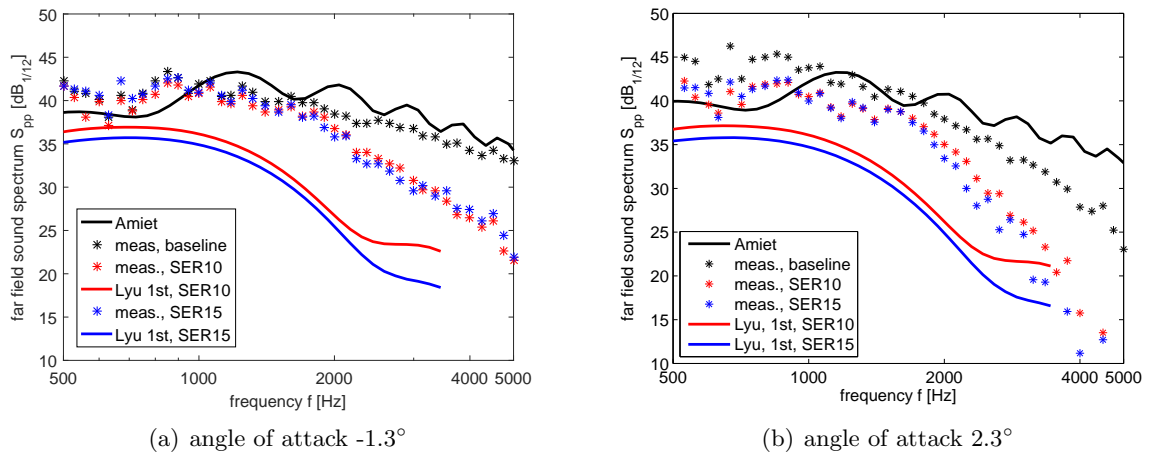 50
45
40
35
30
25
20
15
10
far field sound spectrum S_pp [dB_1/12]
Amiet
meas, baseline
meas., SER10
Lyu 1st, SER10
meas., SER15
Lyu 1st, SER15
500 1000 2000 4000 5000
frequency f [Hz]
(a) angle of attack -1.3°
50
45
40
35
30
25
20
15
10
far field sound spectrum S_pp [dB_1/12]
Amiet
meas., baseline
meas., SER10
meas., SER15
Lyu, 1st, SER10
Lyu, 1st, SER15
500 1000 2000 4000 5000
frequency f [Hz]
(b) angle of attack 2.3°